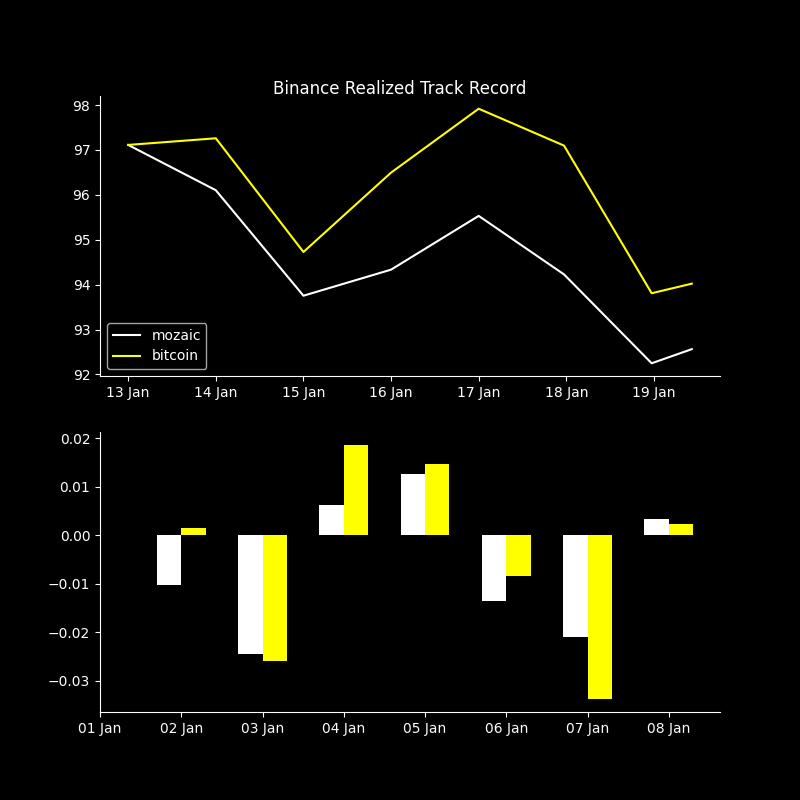 Binance Realized Track Record
98
97
96
95
94
93
92
mozaic
bitcoin
13 Jan 14 Jan 15 Jan 16 Jan 17 Jan 18 Jan 19 Jan
0.02
0.01
0.00
−0.01
−0.02
−0.03
01 Jan 02 Jan 03 Jan 04 Jan 05 Jan 06 Jan 07 Jan 08 Jan